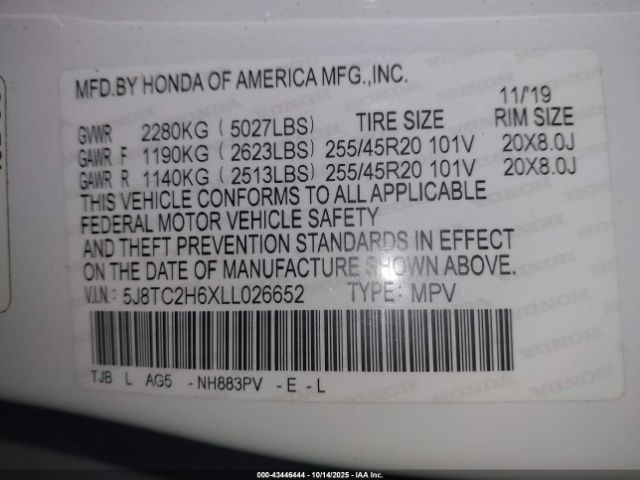 MFD.BY HONDA OF AMERICA MFG.,INC.
11/'19
GVWR 2280KG ( 5027LBS) TIRE SIZE RIM SIZE
GAWR F 1190KG ( 2623LBS) 255/45R20 101V 20X8.0J
GAWR R 1140KG ( 2513LBS) 255/45R20 101V 20X8.0J
THIS VEHICLE CONFORMS TO ALL APPLICABLE
FEDERAL MOTOR VEHICLE SAFETY
AND THEFT PREVENTION STANDARDS IN EFFECT
ON THE DATE OF MANUFACTURE SHOWN ABOVE.
V.I.N.: 5J8TC2H6XLL026652 TYPE: MPV
TJB L AG5 -NH883PV -E-L
000-43446444 - 10/14/2025 - IAA Inc.